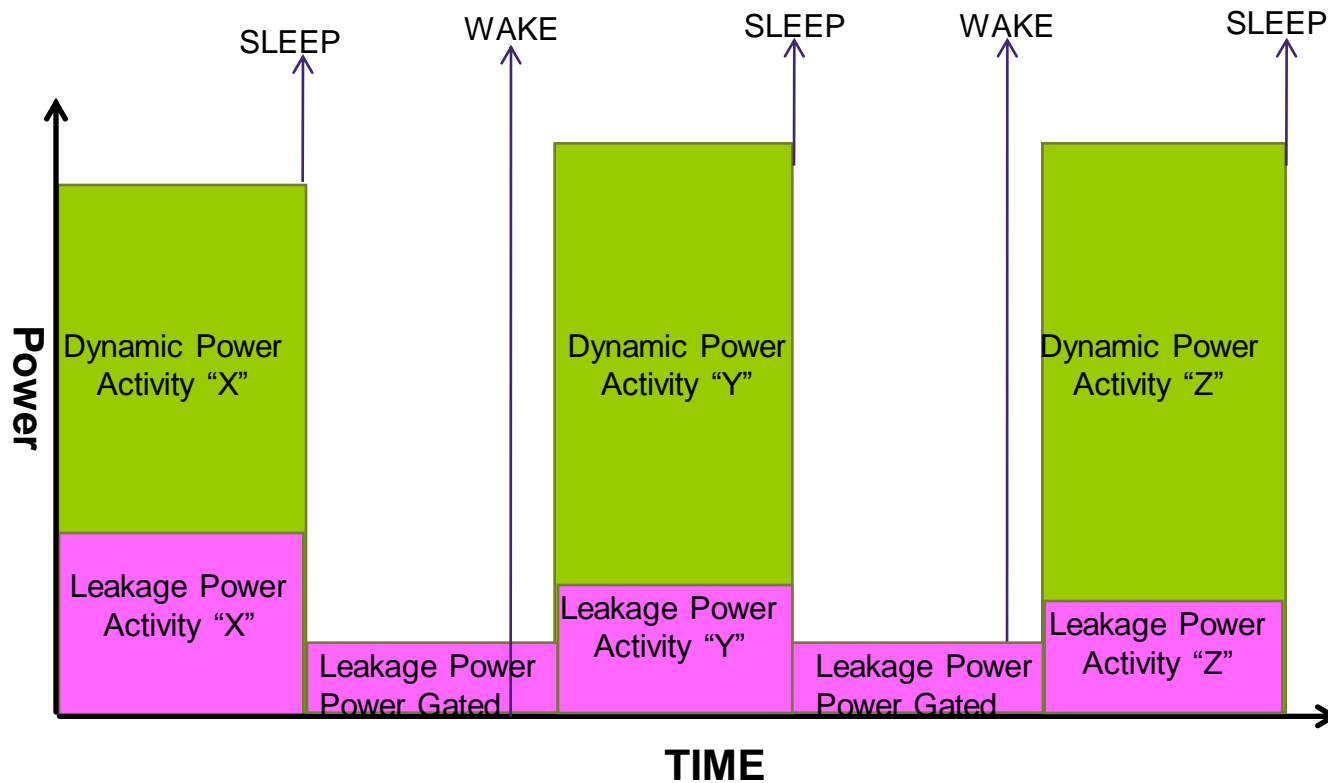 SLEEP
WAKE
SLEEP
WAKE
SLEEP
Power
Dynamic Power
Activity “X”
Dynamic Power
Activity “Y”
Dynamic Power
Activity “Z”
Leakage Power
Activity “X”
Leakage Power
Power Gated
Leakage Power
Activity “Y”
Leakage Power
Power Gated
Leakage Power
Activity “Z”
TIME